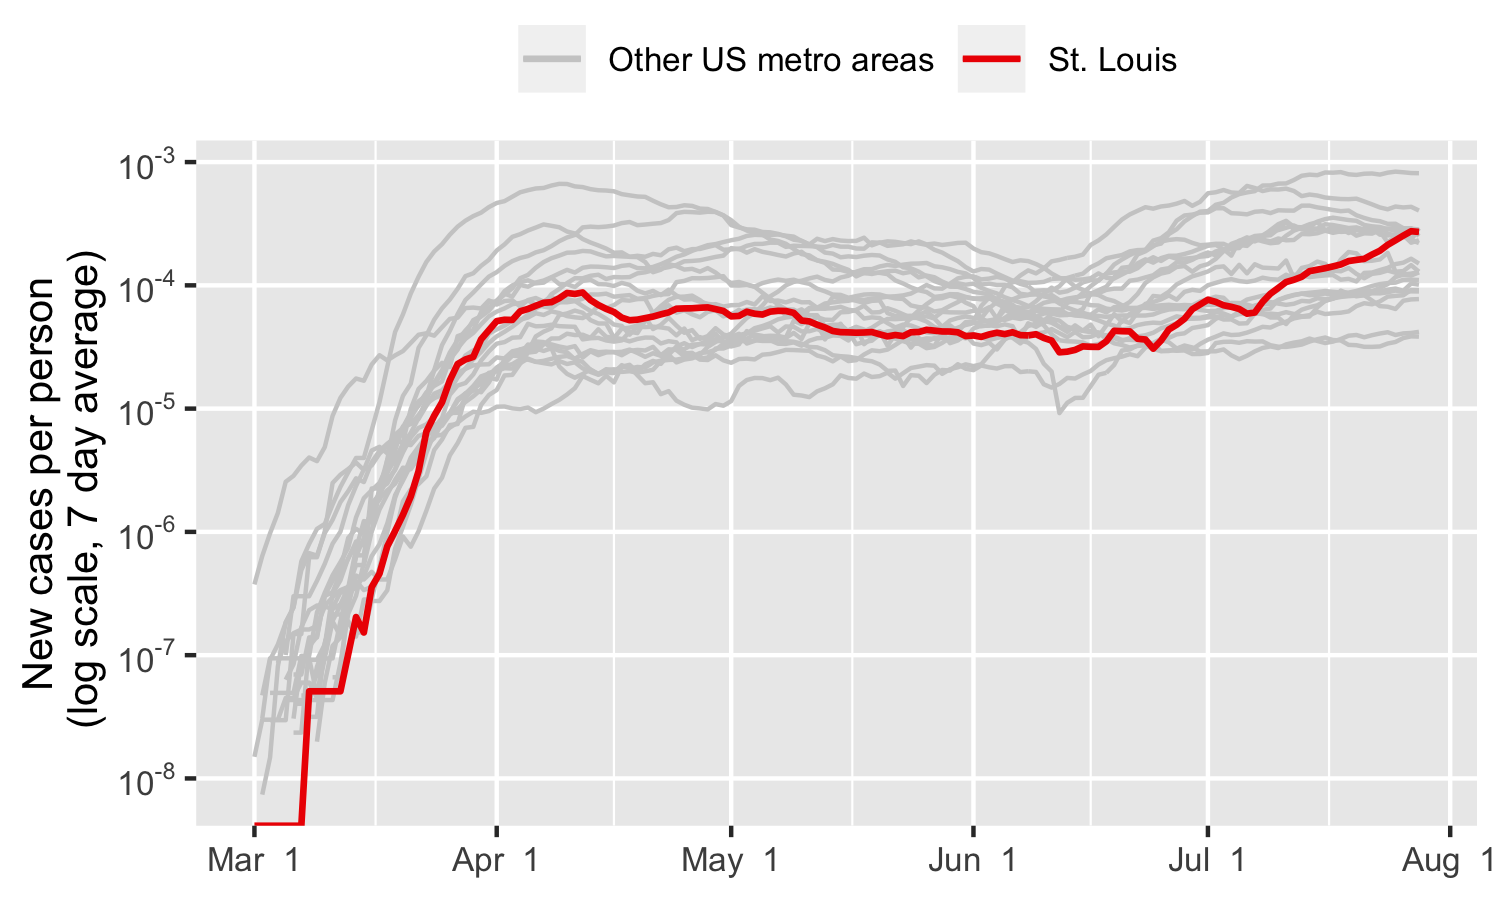 Other US metro areas St. Louis
New cases per person
(log scale, 7 day average)
10-3
10-4
10-5
10-6
10-7
10-8
Mar 1 Apr 1 May 1 Jun 1 Jul 1 Aug 1